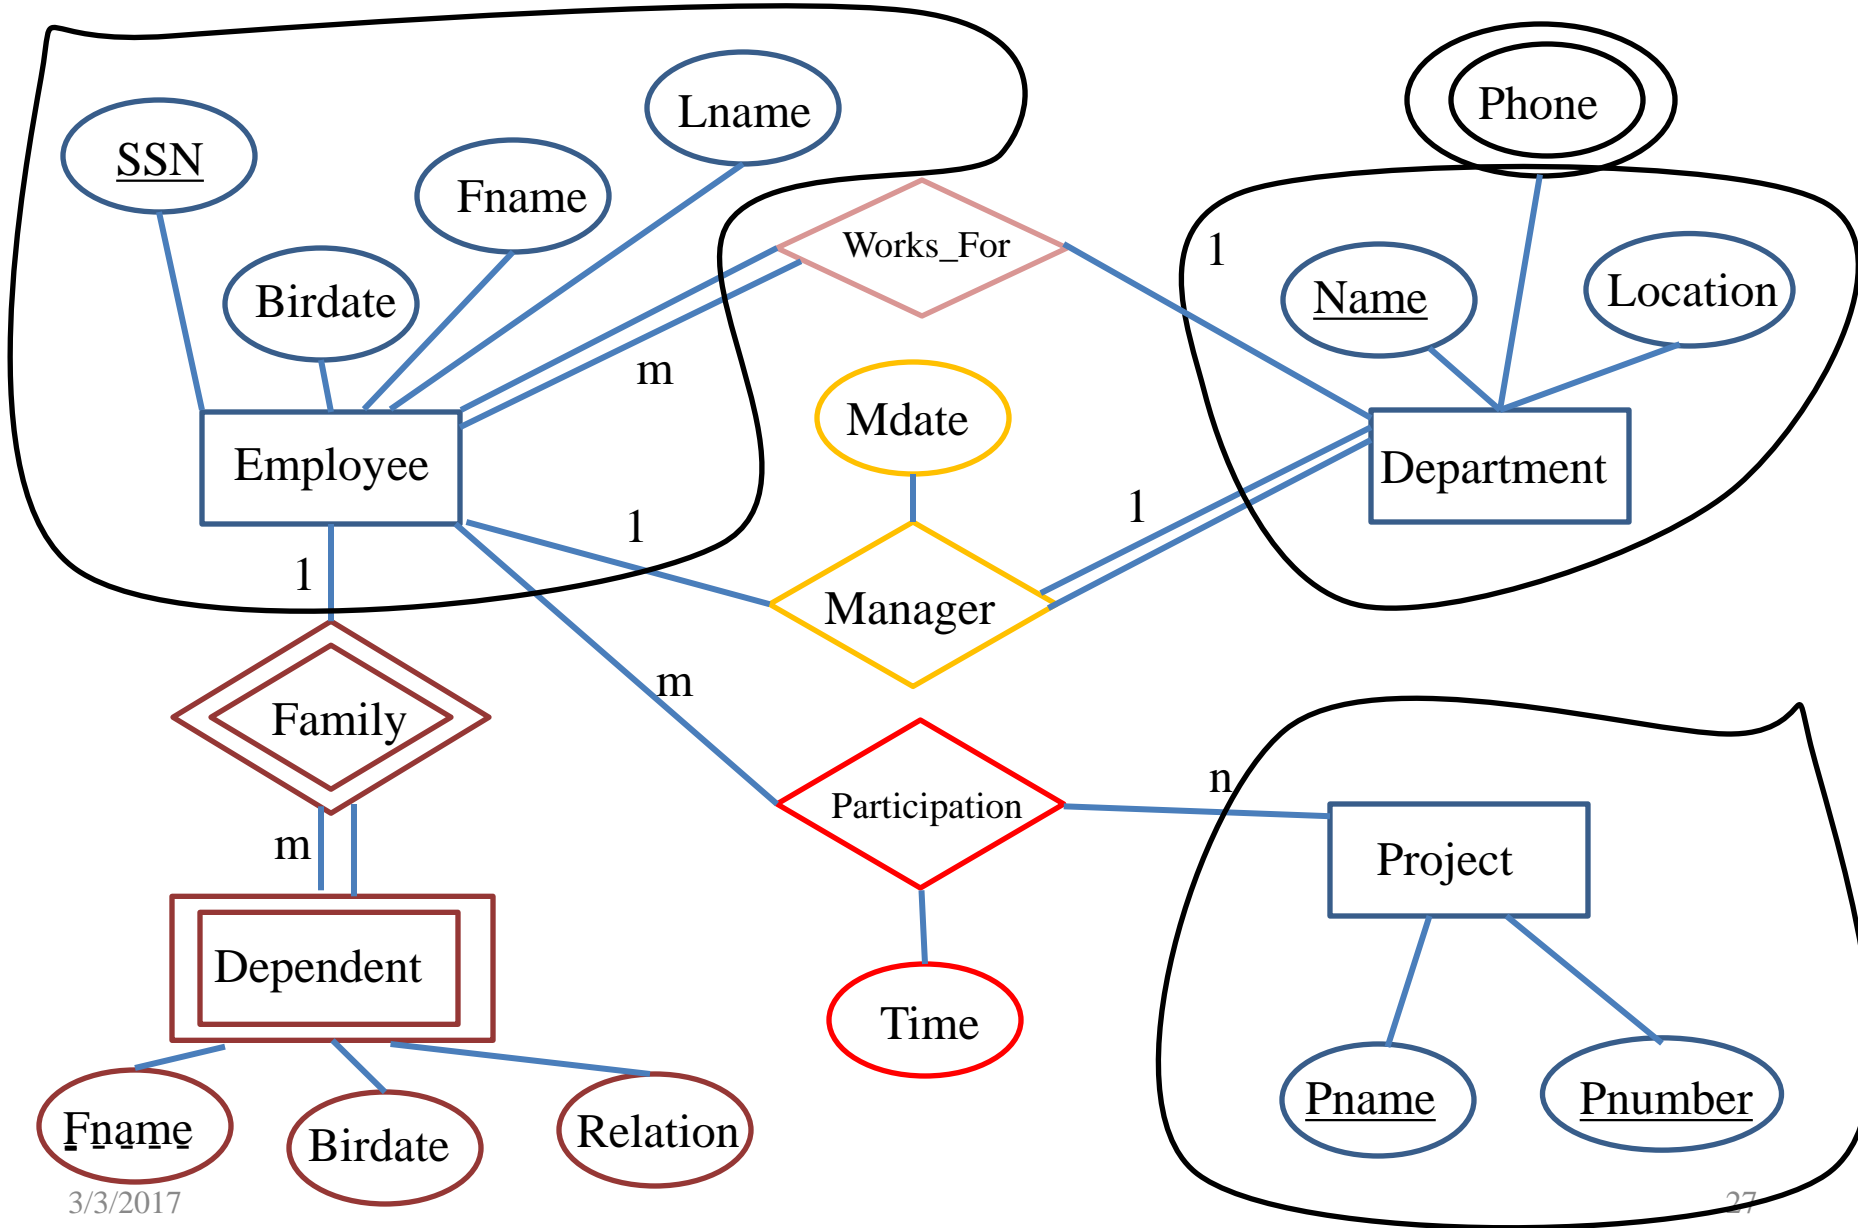 Lname
Phone
SSN
Fname
Works_For
1
Name
Location
Birdate
m
Mdate
Employee
Department
1
1
1
Manager
m
Family
n
Participation
m
Project
Dependent
Time
Pname
Pnumber
Fname
Birdate
Relation
3/3/2017
27